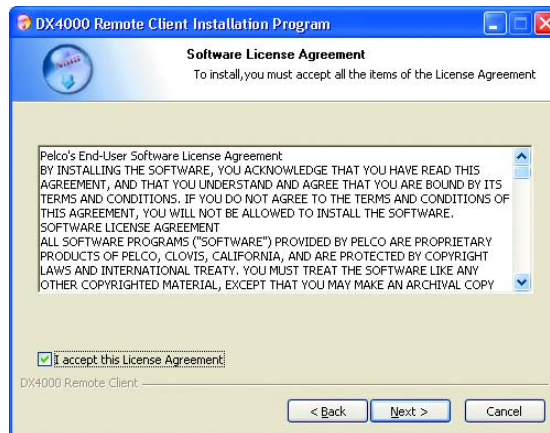 DX4000 Remote Client Installation Program
Software License Agreement
To install,you must accept all the items of the License Agreement
Pelco's End-User Software License Agreement
BY INSTALLING THE SOFTWARE, YOU ACKNOWLEDGE THAT YOU HAVE READ THIS
AGREEMENT, AND THAT YOU UNDERSTAND AND AGREE THAT YOU ARE BOUND BY ITS
TERMS AND CONDITIONS. IF YOU DO NOT AGREE TO THE TERMS AND CONDITIONS OF
THIS AGREEMENT, YOU WILL NOT BE ALLOWED TO INSTALL THE SOFTWARE.
SOFTWARE LICENSE AGREEMENT
ALL SOFTWARE PROGRAMS ("SOFTWARE") PROVIDED BY PELCO ARE PROPRIETARY
PRODUCTS OF PELCO, CLOVIS, CALIFORNIA, AND ARE PROTECTED BY COPYRIGHT
LAWS AND INTERNATIONAL TREATY. YOU MUST TREAT THE SOFTWARE LIKE ANY
OTHER COPYRIGHTED MATERIAL, EXCEPT THAT YOU MAY MAKE AN ARCHIVAL COPY
I accept this License Agreement
DX4000 Remote Client
< Back Next > Cancel